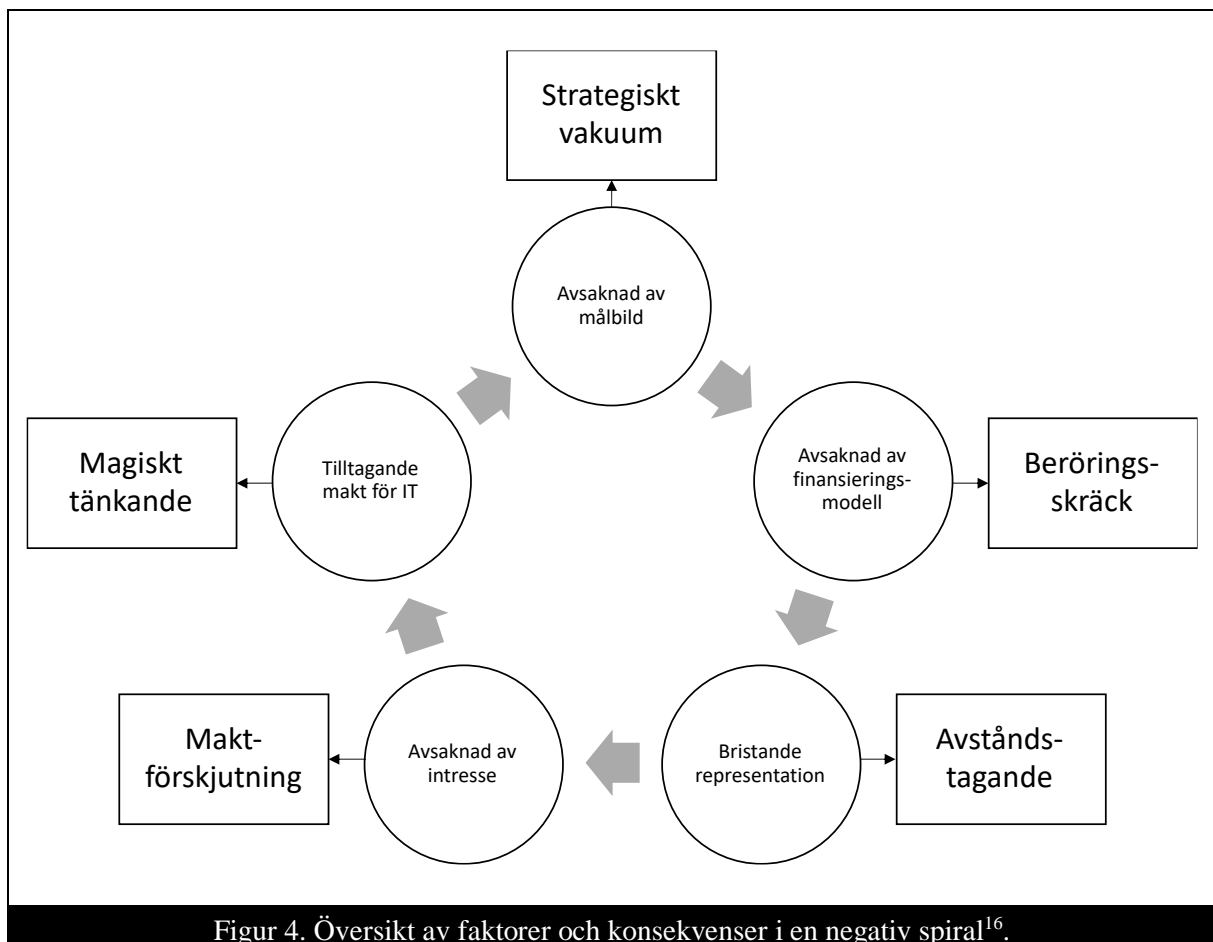 Strategiskt
vakuum
Avsaknad av
målbild
Avsaknad av
finansierings-
modell
Berörings-
skräck
Bristande
representation
Avstånds-
tagande
Avsaknad av
intresse
Makt-
förskjutning
Tilltagande
makt för IT
Magiskt
tänkande
Figur 4. Översikt av faktorer och konsekvenser i en negativ spiral¹⁶.